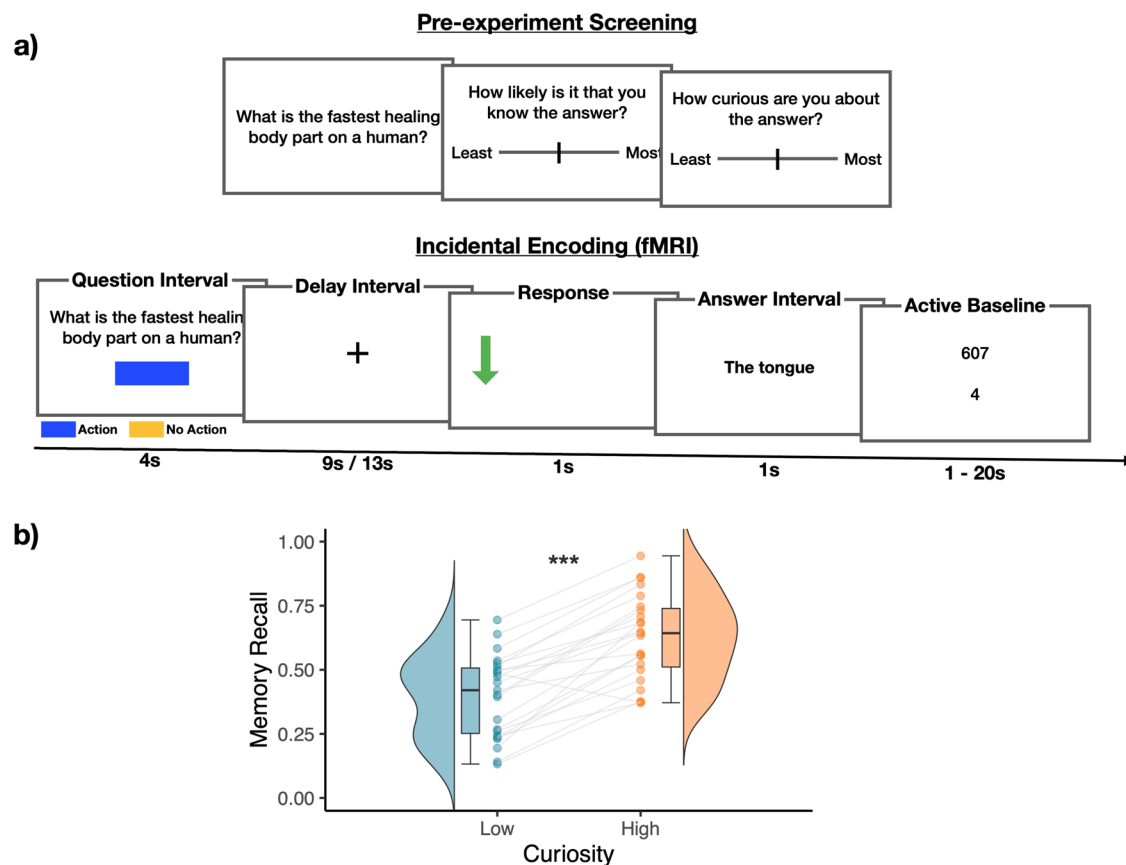 Pre-experiment Screening
a)
What is the fastest healing
body part on a human?
How likely is it that you
know the answer?
Least Most
How curious are you about
the answer?
Least Most
Incidental Encoding (fMRI)
Question Interval
What is the fastest healin
body part on a human?
Action No Action
Delay Interval
+
Response
Answer Interval
The tongue
Active Baseline
607
4
4s 9s / 13s 1s 1s 1 - 20s
b)
***
Memory Recall
1.00
0.75
0.50
0.25
0.00
Low High
Curiosity